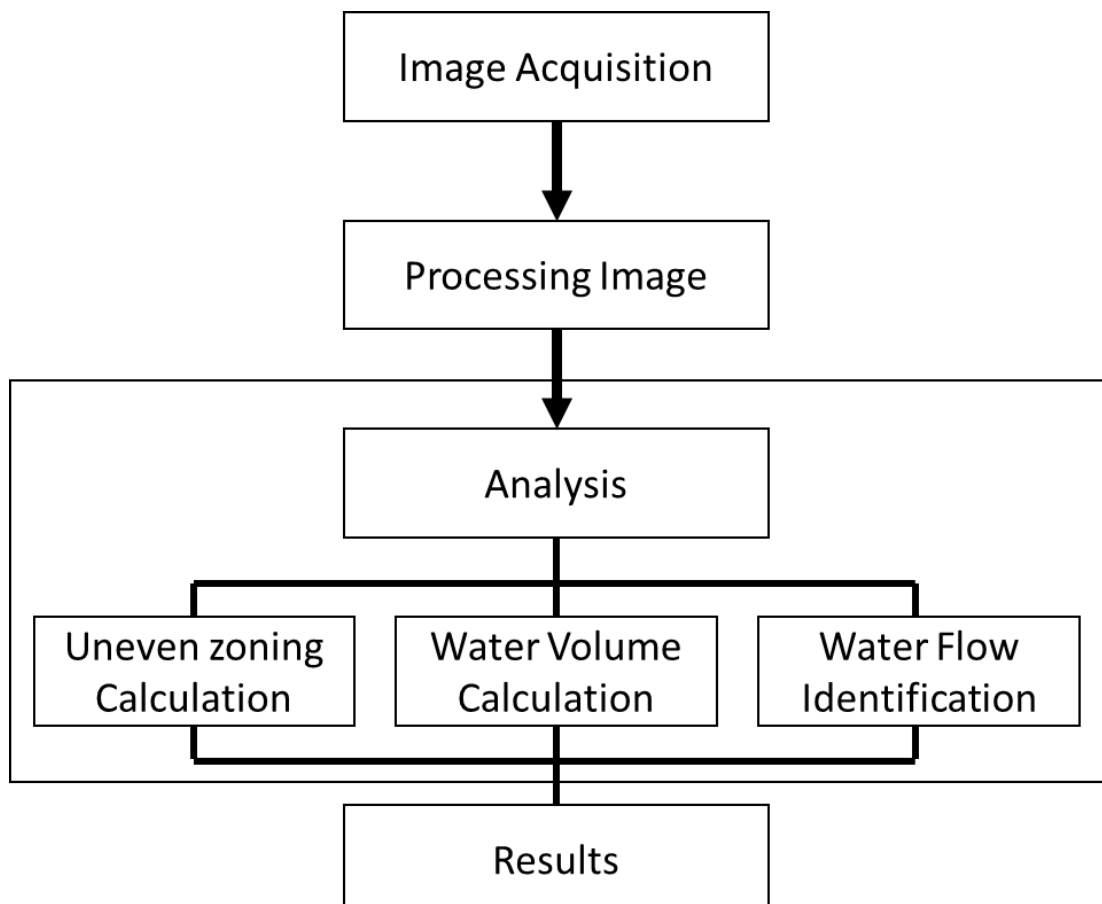 Image Acquisition
Processing Image
Analysis
Uneven zoning
Calculation
Water Volume
Calculation
Water Flow
Identification
Results